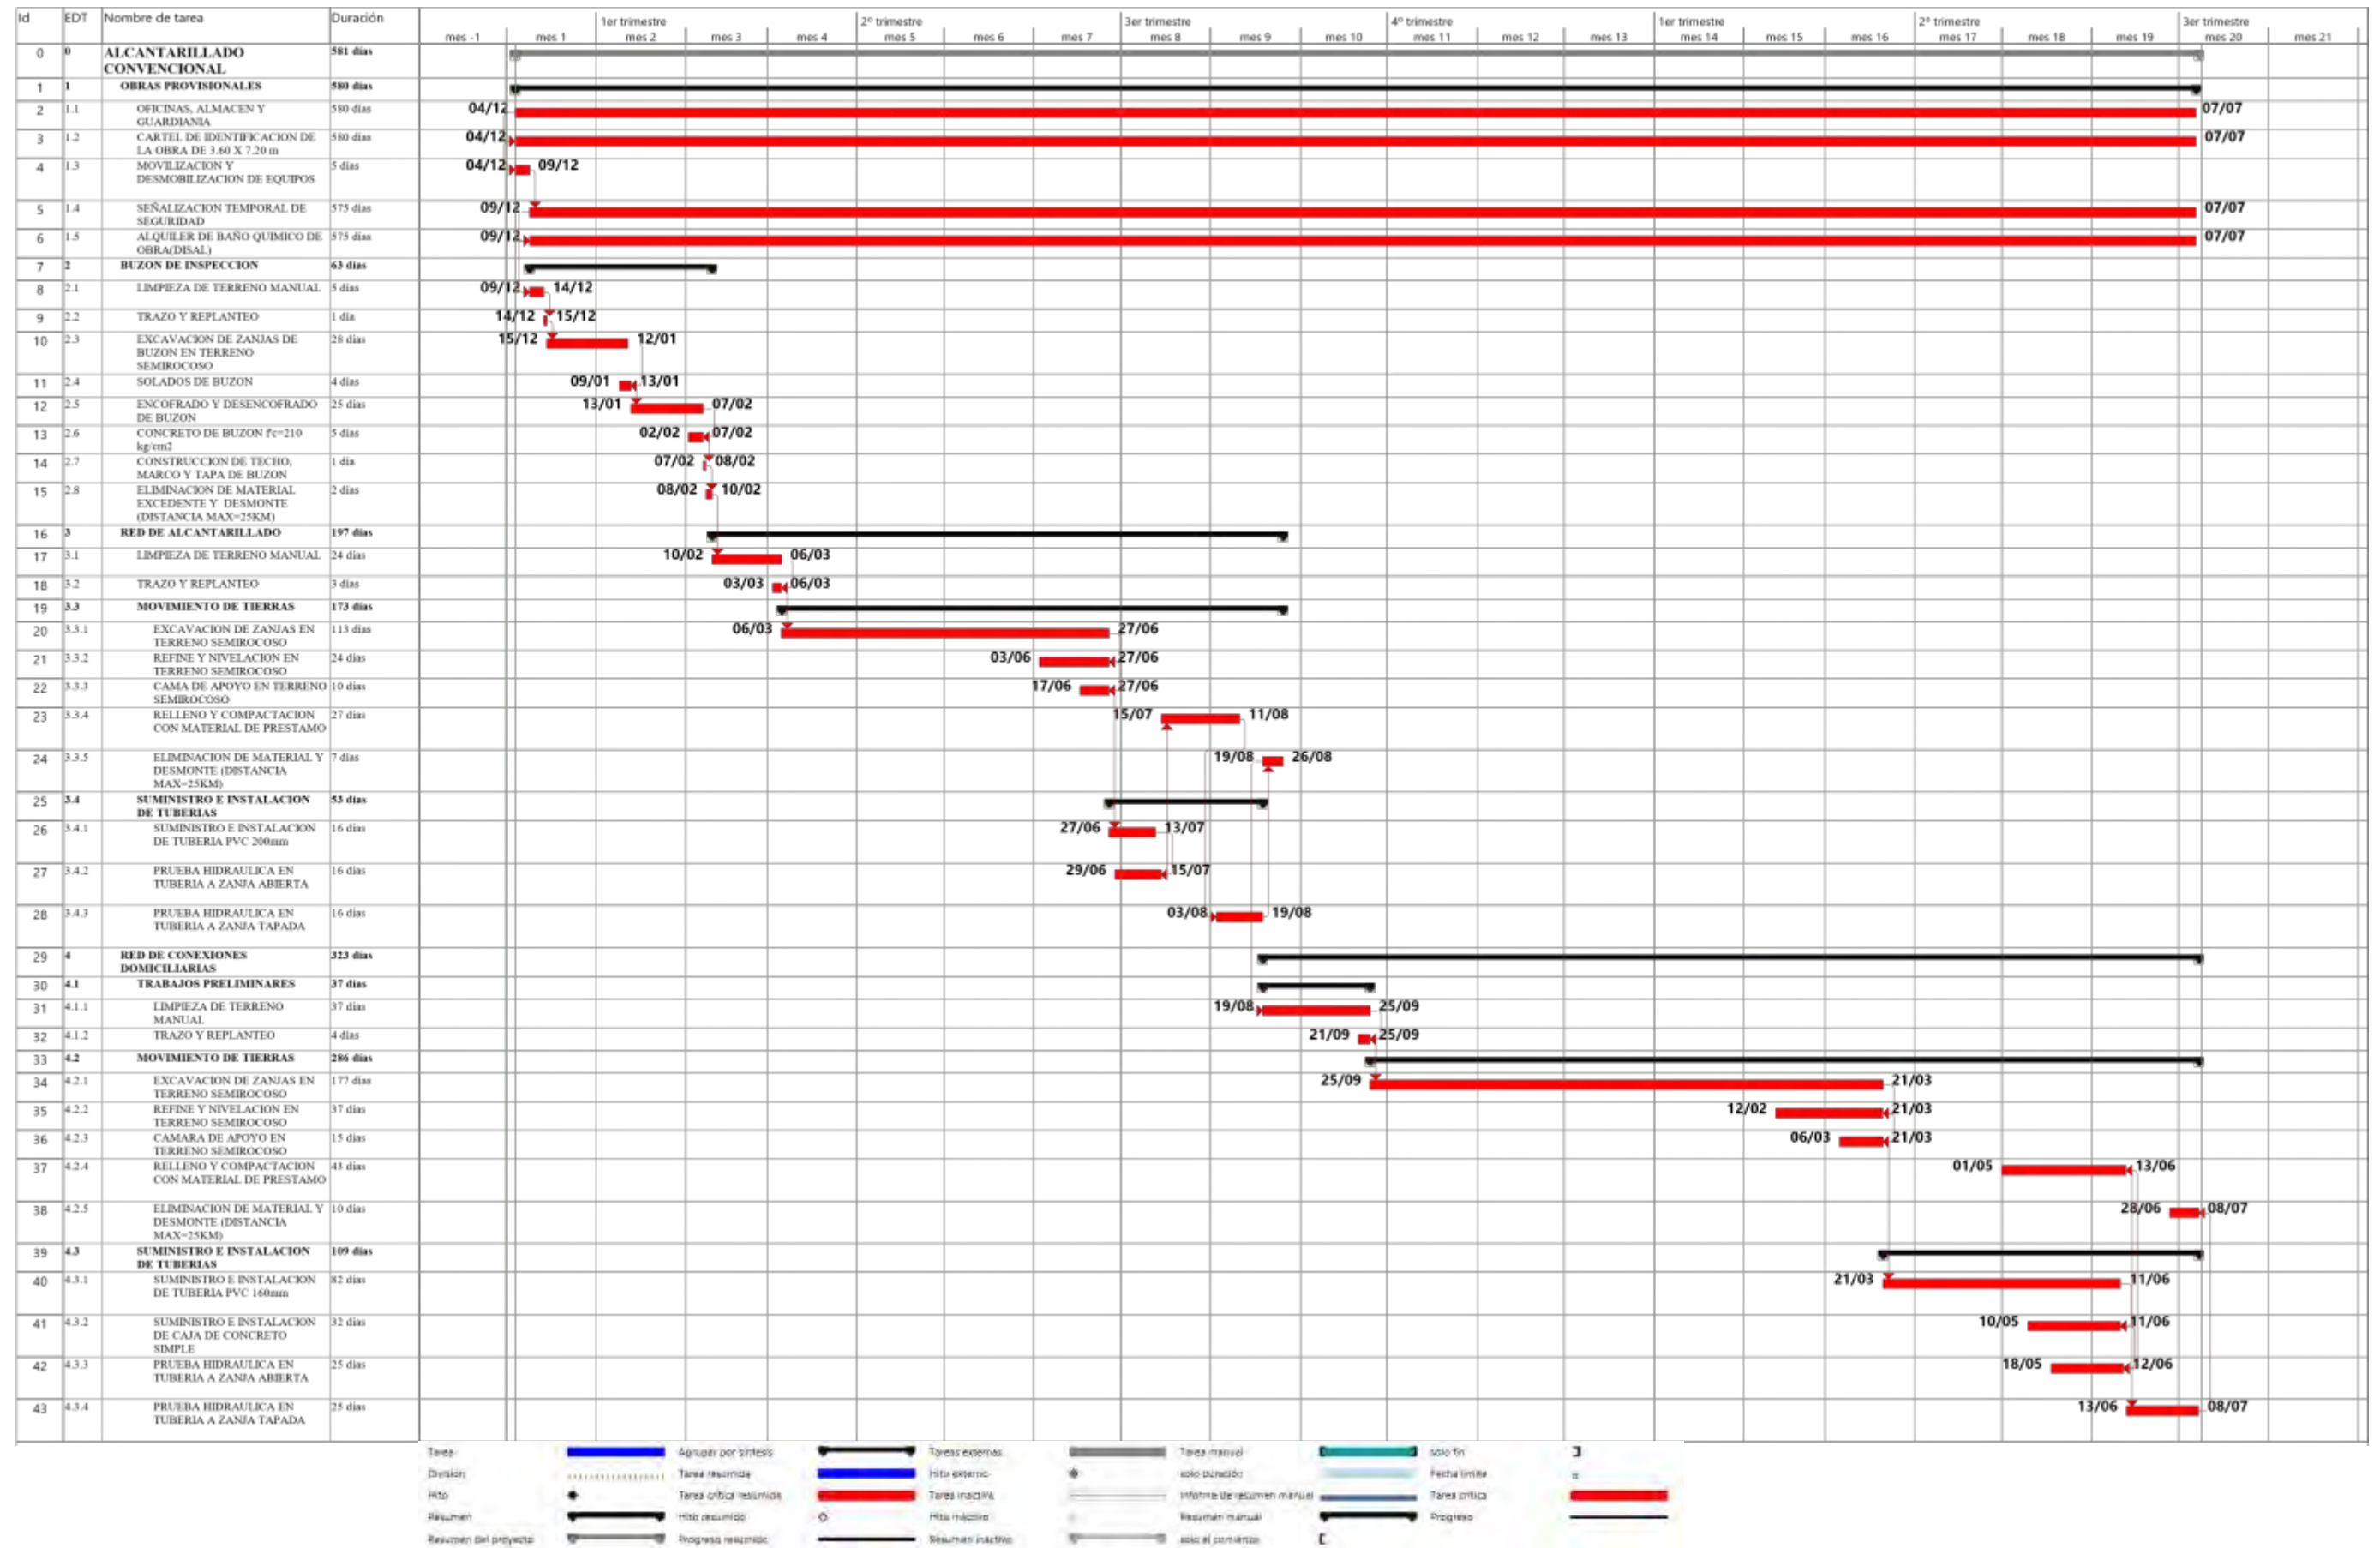 Id EDT Nombre de tarea Duración
1er trimestre 2º trimestre 3er trimestre 4º trimestre 1er trimestre 2º trimestre 3er trimestre
mes -1 mes 1 mes 2 mes 3 mes 4 mes 5 mes 6 mes 7 mes 8 mes 9 mes 10 mes 11 mes 12 mes 13 mes 14 mes 15 mes 16 mes 17 mes 18 mes 19 mes 20 mes 21
0 0 ALCANTARILLADO 581 días
CONVENCIONAL
1 1 OBRAS PROVISIONALES 580 días
2 1.1 OFICINAS, ALMACEN Y 580 días 04/12 07/07
GUARDIANIA
3 1.2 CARTEL DE IDENTIFICACION DE 580 días 04/12 07/07
LA OBRA DE 3.60 X 7.20 m
4 1.3 MOVILIZACION Y 5 días 04/12 09/12
DESMOBILIZACION DE EQUIPOS
5 1.4 SEÑALIZACION TEMPORAL DE 575 días 09/12 07/07
SEGURIDAD
6 1.5 ALQUILER DE BAÑO QUIMICO DE 575 días 09/12 07/07
OBRA(DISAL)
7 2 BUZON DE INSPECCION 63 días
8 2.1 LIMPIEZA DE TERRENO MANUAL 5 días 09/12 14/12
9 2.2 TRAZO Y REPLANTEO 1 día 14/12 15/12
10 2.3 EXCAVACION DE ZANJAS DE 28 días 15/12 12/01
BUZON EN TERRENO
SEMIROCOSO
11 2.4 SOLADOS DE BUZON 4 días 09/01 13/01
12 2.5 ENCOFRADO Y DESENCOFRADO 25 días 13/01 07/02
DE BUZON
13 2.6 CONCRETO DE BUZON f'c=210 5 días 02/02 07/02
kg/cm2
14 2.7 CONSTRUCCION DE TECHO, 1 día 07/02 08/02
MARCO Y TAPA DE BUZON
15 2.8 ELIMINACION DE MATERIAL 2 días 08/02 10/02
EXCEDENTE Y DESMONTE
(DISTANCIA MAX=25KM)
16 3 RED DE ALCANTARILLADO 197 días
17 3.1 LIMPIEZA DE TERRENO MANUAL 24 días 10/02 06/03
18 3.2 TRAZO Y REPLANTEO 3 días 03/03 06/03
19 3.3 MOVIMIENTO DE TIERRAS 173 días
20 3.3.1 EXCAVACION DE ZANJAS EN 113 días 06/03 27/06
TERRENO SEMIROCOSO
21 3.3.2 REFINE Y NIVELACION EN 24 días 03/06 27/06
TERRENO SEMIROCOSO
22 3.3.3 CAMA DE APOYO EN TERRENO 10 días 17/06 27/06
SEMIROCOSO
23 3.3.4 RELLENO Y COMPACTACION 27 días 15/07 11/08
CON MATERIAL DE PRESTAMO
24 3.3.5 ELIMINACION DE MATERIAL Y 7 días 19/08 26/08
DESMONTE (DISTANCIA
MAX=25KM)
25 3.4 SUMINISTRO E INSTALACION 53 días
DE TUBERIAS
26 3.4.1 SUMINISTRO E INSTALACION 16 días 27/06 13/07
DE TUBERIA PVC 200mm
27 3.4.2 PRUEBA HIDRAULICA EN 16 días 29/06 15/07
TUBERIA A ZANJA ABIERTA
28 3.4.3 PRUEBA HIDRAULICA EN 16 días 03/08 19/08
TUBERIA A ZANJA TAPADA
29 4 RED DE CONEXIONES 323 días
DOMICILIARIAS
30 4.1 TRABAJOS PRELIMINARES 37 días
31 4.1.1 LIMPIEZA DE TERRENO 37 días 19/08 25/09
MANUAL
32 4.1.2 TRAZO Y REPLANTEO 4 días 21/09 25/09
33 4.2 MOVIMIENTO DE TIERRAS 286 días
34 4.2.1 EXCAVACION DE ZANJAS EN 177 días 25/09 21/03
TERRENO SEMIROCOSO
35 4.2.2 REFINE Y NIVELACION EN 37 días 12/02 21/03
TERRENO SEMIROCOSO
36 4.2.3 CAMARA DE APOYO EN 15 días 06/03 21/03
TERRENO SEMIROCOSO
37 4.2.4 RELLENO Y COMPACTACION 43 días 01/05 13/06
CON MATERIAL DE PRESTAMO
38 4.2.5 ELIMINACION DE MATERIAL Y 10 días 28/06 08/07
DESMONTE (DISTANCIA
MAX=25KM)
39 4.3 SUMINISTRO E INSTALACION 109 días
DE TUBERIAS
40 4.3.1 SUMINISTRO E INSTALACION 82 días 21/03 11/06
DE TUBERIA PVC 160mm
41 4.3.2 SUMINISTRO E INSTALACION 32 días 10/05 11/06
DE CAJA DE CONCRETO
SIMPLE
42 4.3.3 PRUEBA HIDRAULICA EN 25 días 18/05 12/06
TUBERIA A ZANJA ABIERTA
43 4.3.4 PRUEBA HIDRAULICA EN 25 días 13/06 08/07
TUBERIA A ZANJA TAPADA
Tarea Agrupar por síntesis Tareas externas Tarea manual solo fin
División Tarea resumida Hito externo solo duración Fecha límite
Hito Tarea crítica resumida Tarea inactiva Informe de resumen manual Tarea crítica
Resumen Hito resumido Hito inactivo Resumen manual Progreso
Resumen del proyecto Progreso resumido Resumen inactivo solo el comienzo